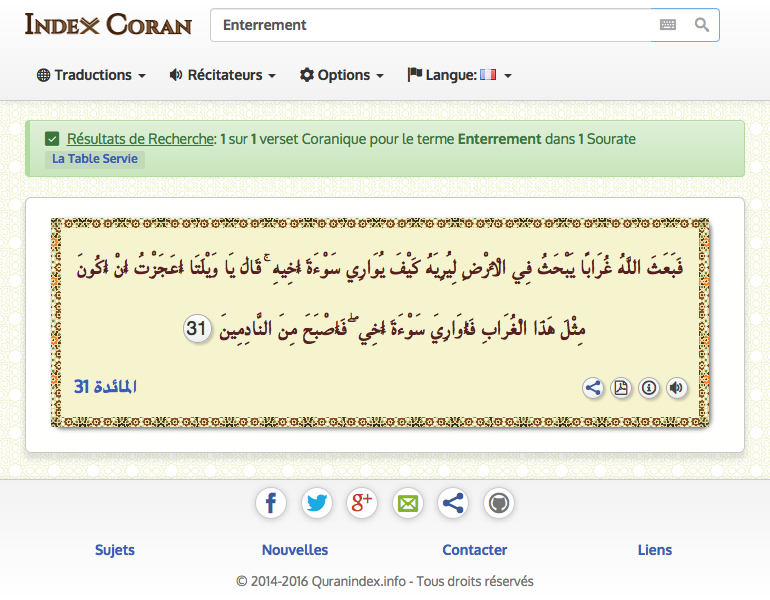 Index Coran
Enterrement
Traductions Récitateurs Options Langue:
Résultats de Recherche: 1 sur 1 verset Coranique pour le terme Enterrement dans 1 Sourate
La Table Servie
فَبَعَثَ اللَّهُ غُرَابًا يَبْحَثُ فِي الْأَرْضِ لِيُرِيَهُ كَيْفَ يُوَارِي سَوْءَةَ أَخِيهِ ۚ قَالَ يَا وَيْلَتَا أَعَجَزْتُ أَنْ أَكُونَ
مِثْلَ هَٰذَا الْغُرَابِ فَأُوَارِيَ سَوْءَةَ أَخِي ۖ فَأَصْبَحَ مِنَ النَّادِمِينَ 31
المائدة 31
Sujets Nouvelles Contacter Liens
© 2014-2016 Quranindex.info - Tous droits réservés